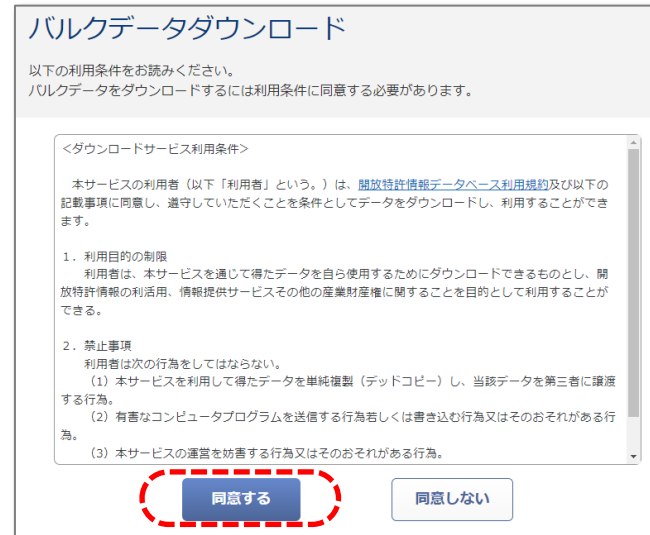 バルクデータダウンロード
以下の利用条件をお読みください。
バルクデータをダウンロードするには利用条件に同意する必要があります。
＜ダウンロードサービス利用条件＞
本サービスの利用者（以下「利用者」という。）は、開放特許情報データベース利用規約及び以下の
記載事項に同意し、遵守していただくことを条件としてデータをダウンロードし、利用することができ
ます。
１．利用目的の制限
利用者は、本サービスを通じて得たデータを自ら使用するためにダウンロードできるものとし、開
放特許情報の利活用、情報提供サービスその他の産業財産権に関することを目的として利用することが
できる。
２．禁止事項
利用者は次の行為をしてはならない。
（1）本サービスを利用して得たデータを単純複製（デッドコピー）し、当該データを第三者に譲渡
する行為。
（2）有害なコンピュータプログラムを送信する行為若しくは書き込む行為又はそのおそれがある行
為。
（3）本サービスの運営を妨害する行為又はそのおそれがある行為。
同意する
同意しない